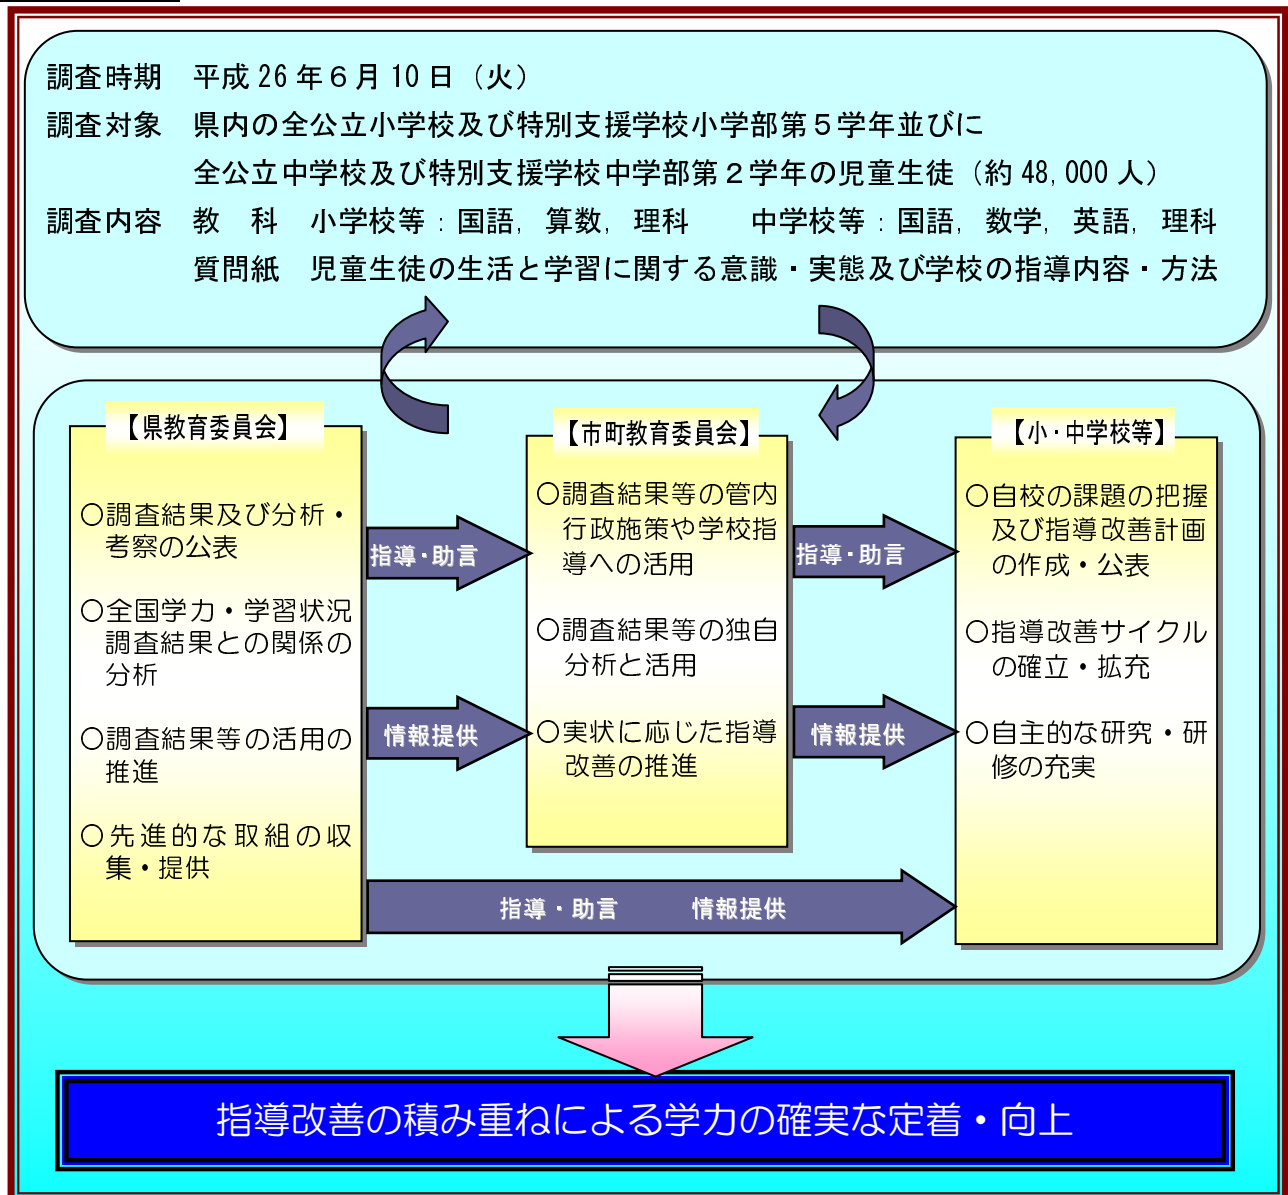 調査時期　平成 26 年６月 10 日（火）
調査対象　県内の全公立小学校及び特別支援学校小学部第５学年並びに
全公立中学校及び特別支援学校中学部第２学年の児童生徒（約 48,000 人）
調査内容　教　科　小学校等：国語，算数，理科　　中学校等：国語，数学，英語，理科
質問紙　児童生徒の生活と学習に関する意識・実態及び学校の指導内容・方法
【県教育委員会】
○調査結果及び分析・
考察の公表
○全国学力・学習状況
調査結果との関係の
分析
○調査結果等の活用の
推進
○先進的な取組の収
集・提供
指導・助言
情報提供
【市町教育委員会】
○調査結果等の管内
行政施策や学校指
導への活用
○調査結果等の独自
分析と活用
○実状に応じた指導
改善の推進
指導・助言
情報提供
【小・中学校等】
○自校の課題の把握
及び指導改善計画
の作成・公表
○指導改善サイクル
の確立・拡充
○自主的な研究・研
修の充実
指導・助言　　　情報提供
指導改善の積み重ねによる学力の確実な定着・向上